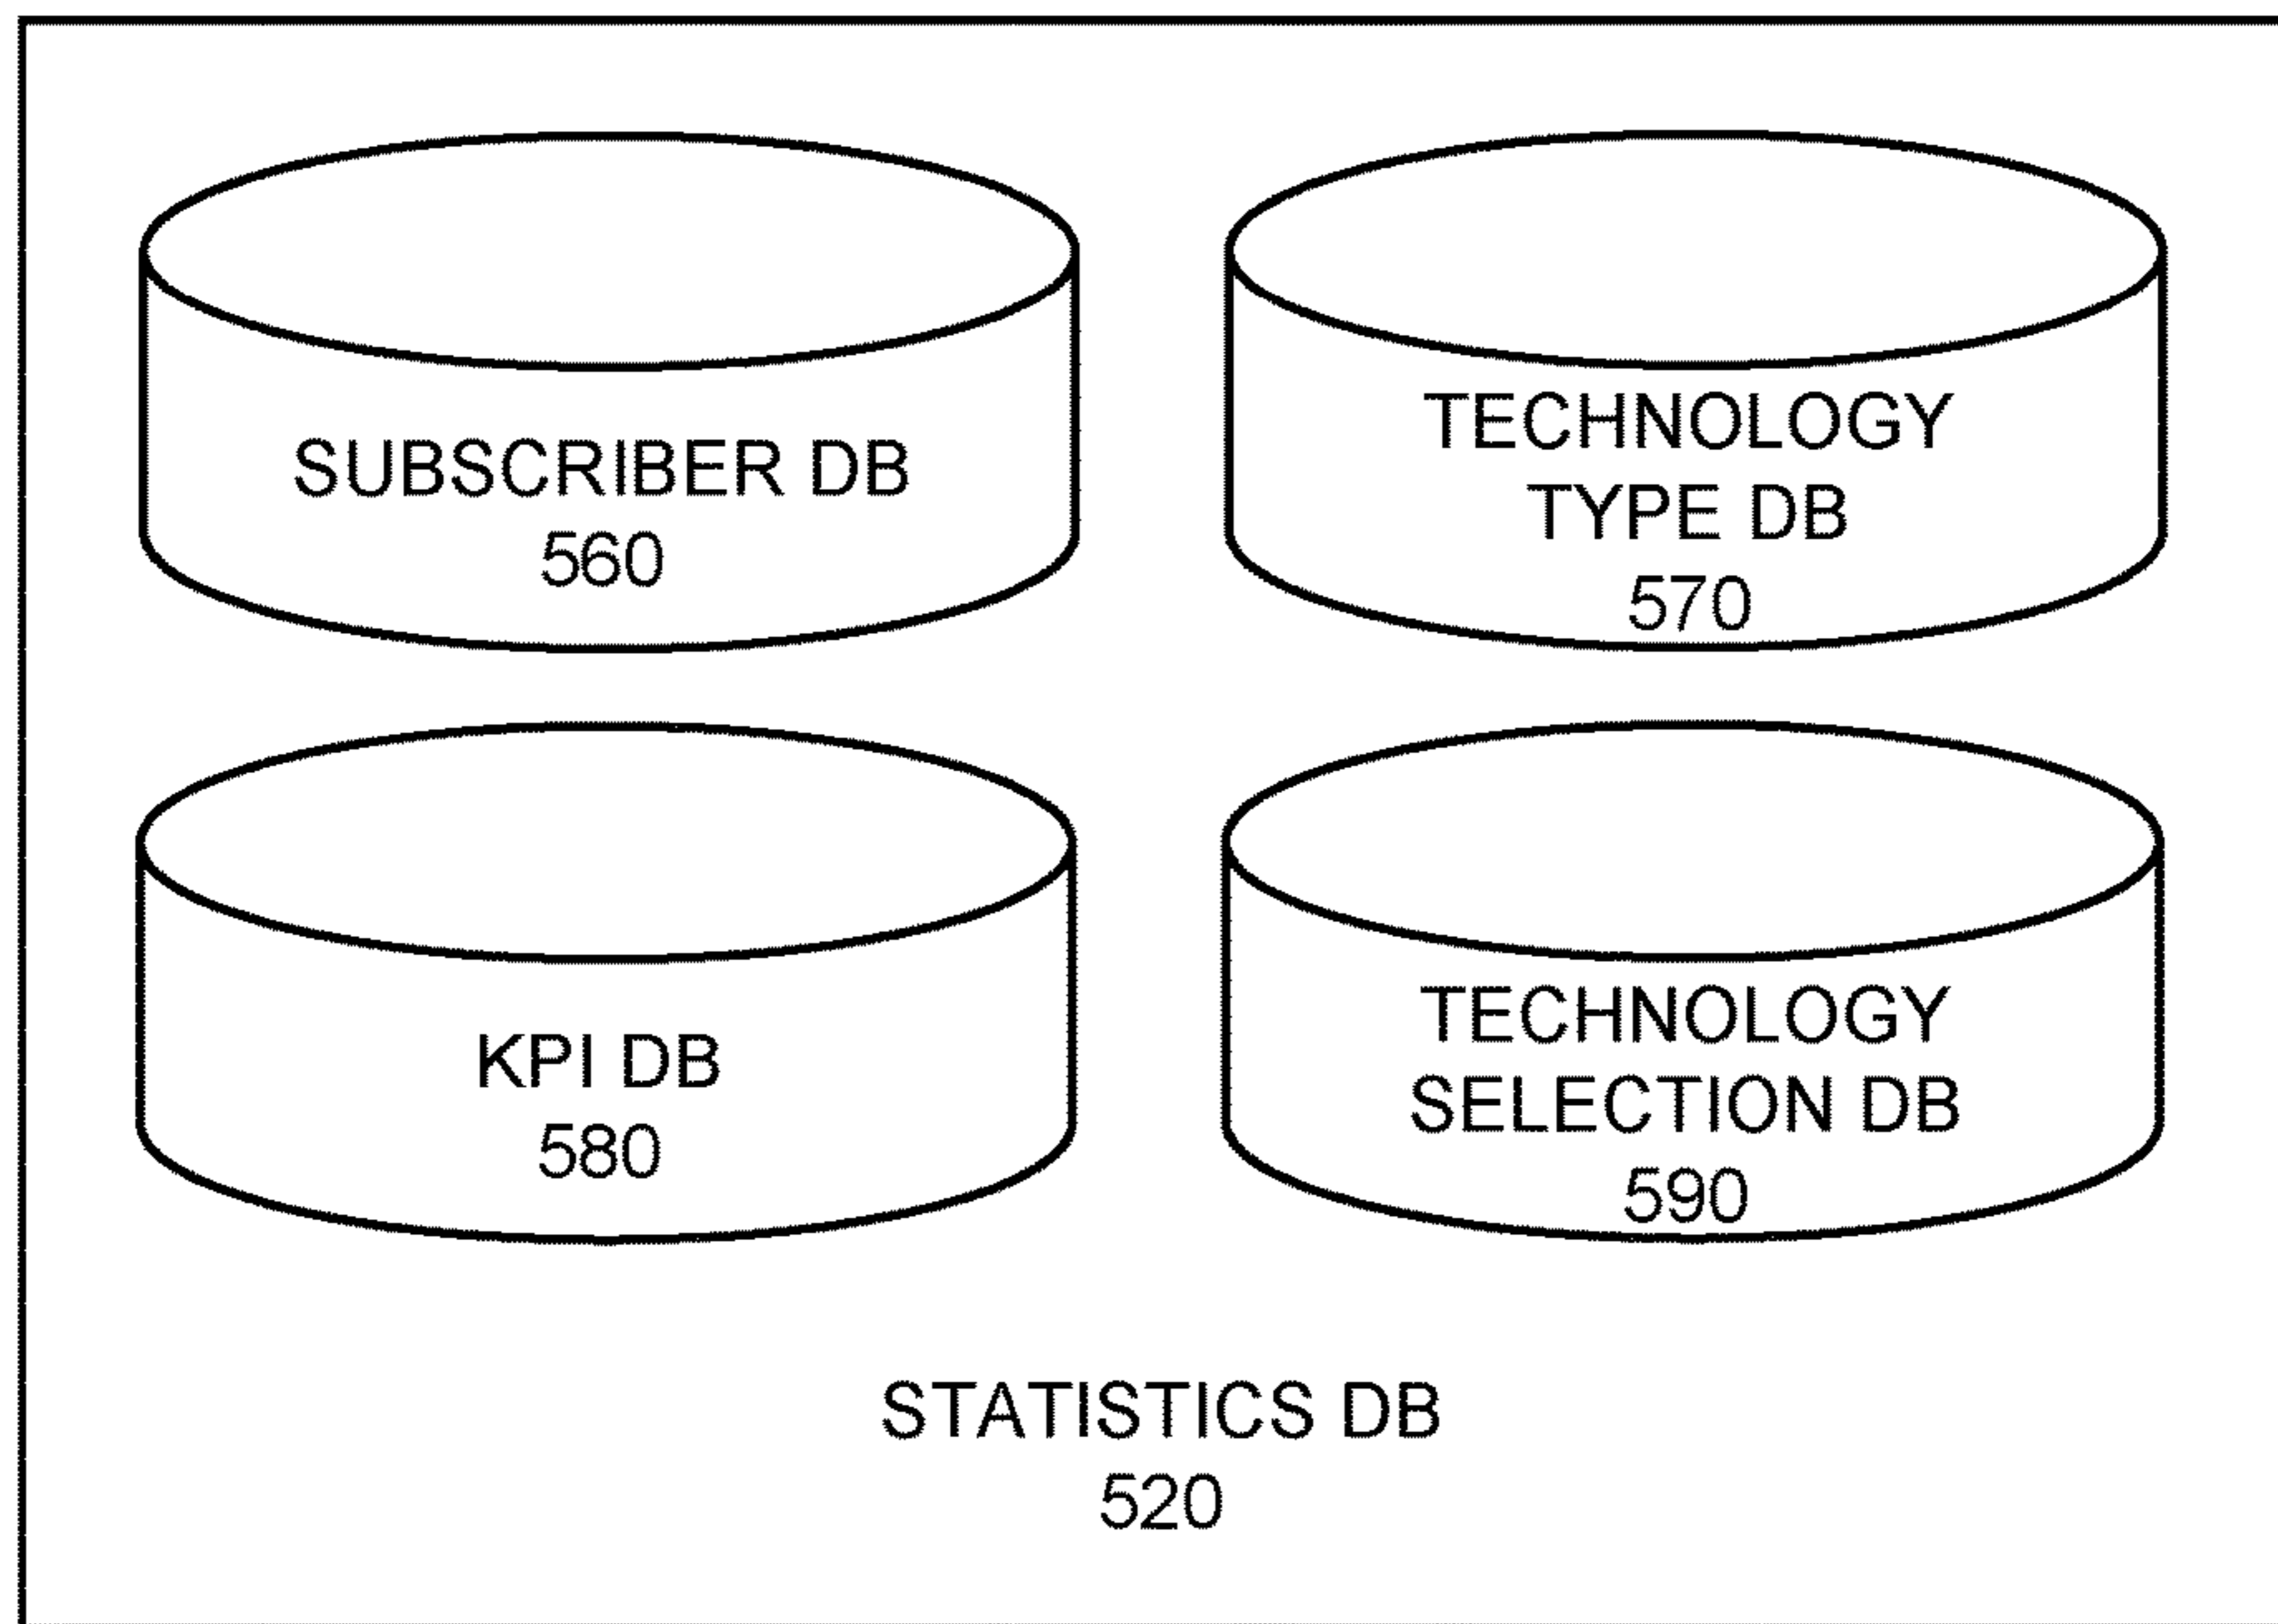 SUBSCRIBER DB
560
TECHNOLOGY
TYPE DB
570
KPI DB
580
TECHNOLOGY
SELECTION DB
590
STATISTICS DB
520